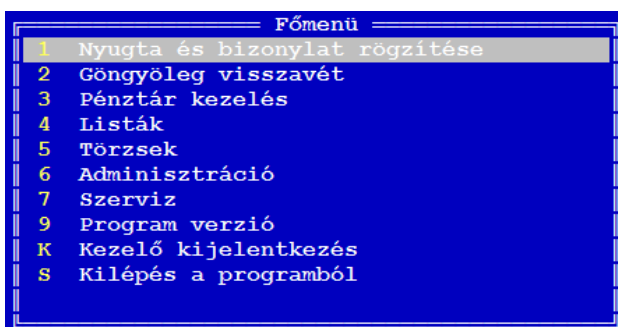 Főmenü
1 Nyugta és bizonylat rögzítése
2 Göngyöleg visszavét
3 Pénztár kezelés
4 Listák
5 Törzsek
6 Adminisztráció
7 Szerviz
9 Program verzió
K Kezelő kijelentkezés
S Kilépés a programból